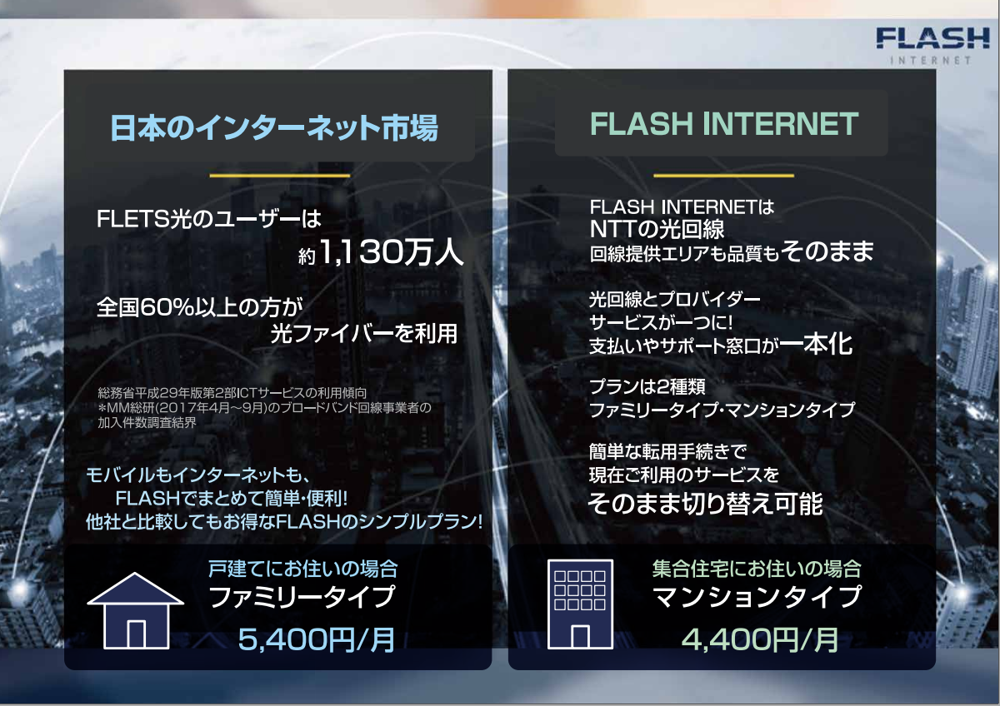 FLASH
INTERNET
日本のインターネット市場
FLETS光のユーザーは
約1,130万人
全国60%以上の方が
光ファイバーを利用
総務省平成29年版第2部ICTサービスの利用傾向
*MM総研(2017年4月〜9月)のブロードバンド回線事業者の
加入件数調査結界
モバイルもインターネットも、
FLASHでまとめて簡単・便利!
他社と比較してもお得なFLASHのシンプルプラン!
戸建てにお住いの場合
ファミリータイプ
5,400円/月
FLASH INTERNET
FLASH INTERNETは
NTTの光回線
回線提供エリアも品質もそのまま
光回線とプロバイダー
サービスが一つに!
支払いやサポート窓口が一本化
プランは2種類
ファミリータイプ・マンションタイプ
簡単な転用手続きで
現在ご利用のサービスを
そのまま切り替え可能
集合住宅にお住いの場合
マンションタイプ
4,400円/月